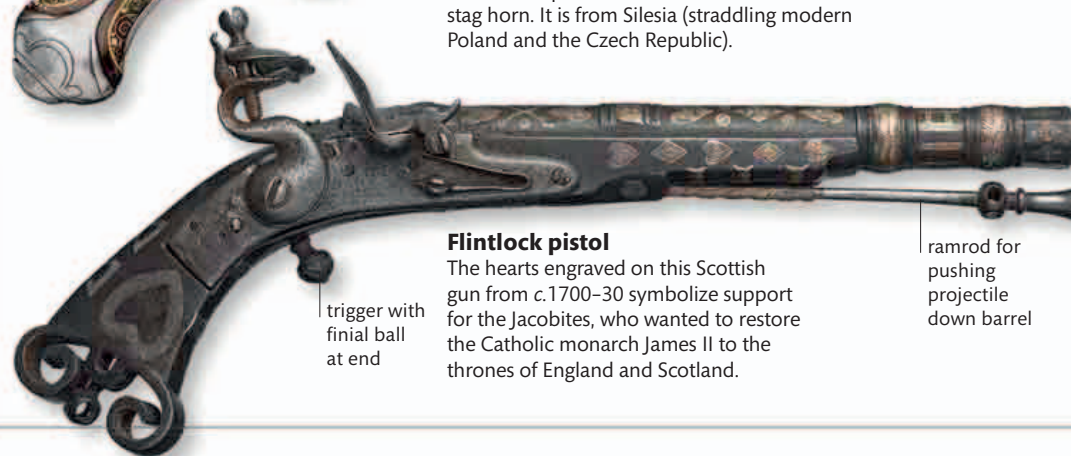 stag horn. It is from Silesia (straddling modern
Poland and the Czech Republic).
Flintlock pistol
The hearts engraved on this Scottish
gun from c.1700–30 symbolize support
for the Jacobites, who wanted to restore
the Catholic monarch James II to the
thrones of England and Scotland.
trigger with
finial ball
at end
ramrod for
pushing
projectile
down barrel